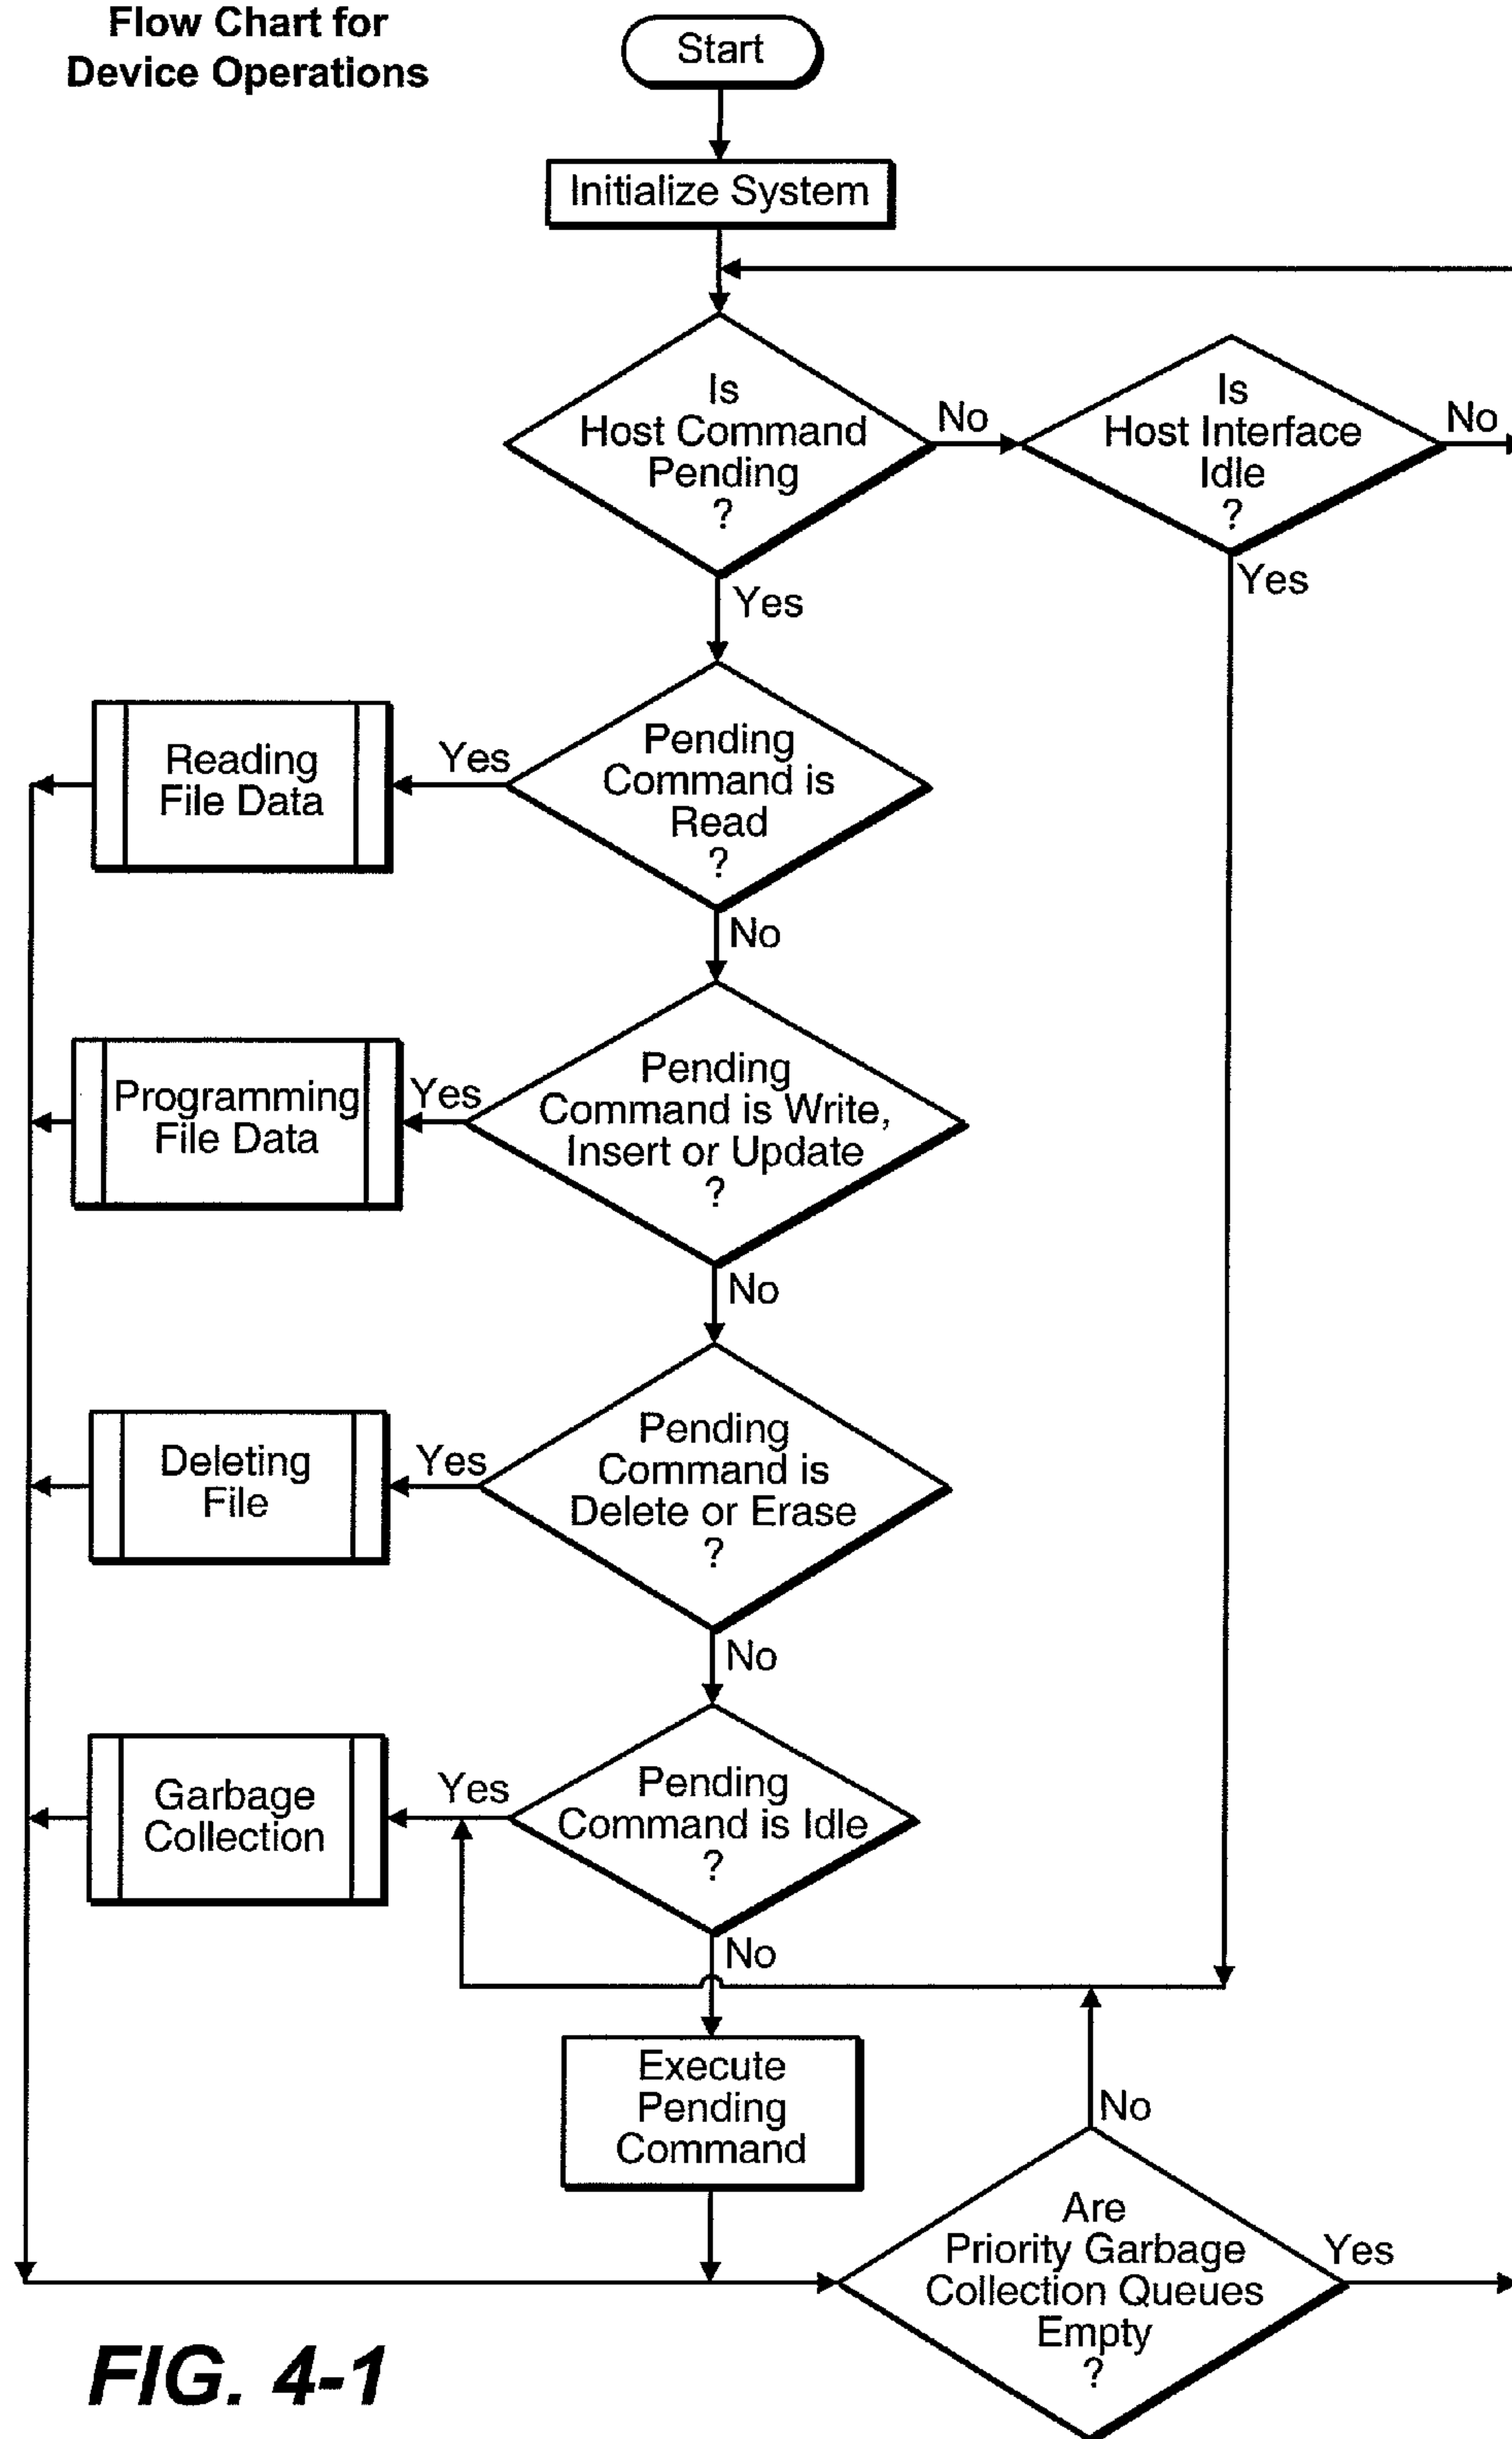 Flow Chart for
Device Operations
Start
Initialize System
Is
Host Command
Pending
?
No
Is
Host Interface
Idle
?
No
Yes
Yes
Pending
Command is
Read
?
Yes
Reading
File Data
No
Pending
Command is Write,
Insert or Update
?
Yes
Programming
File Data
No
Pending
Command is
Delete or Erase
?
Yes
Deleting
File
No
Pending
Command is Idle
?
Yes
Garbage
Collection
No
Execute
Pending
Command
No
Are
Priority Garbage
Collection Queues
Empty
?
Yes
FIG. 4-1